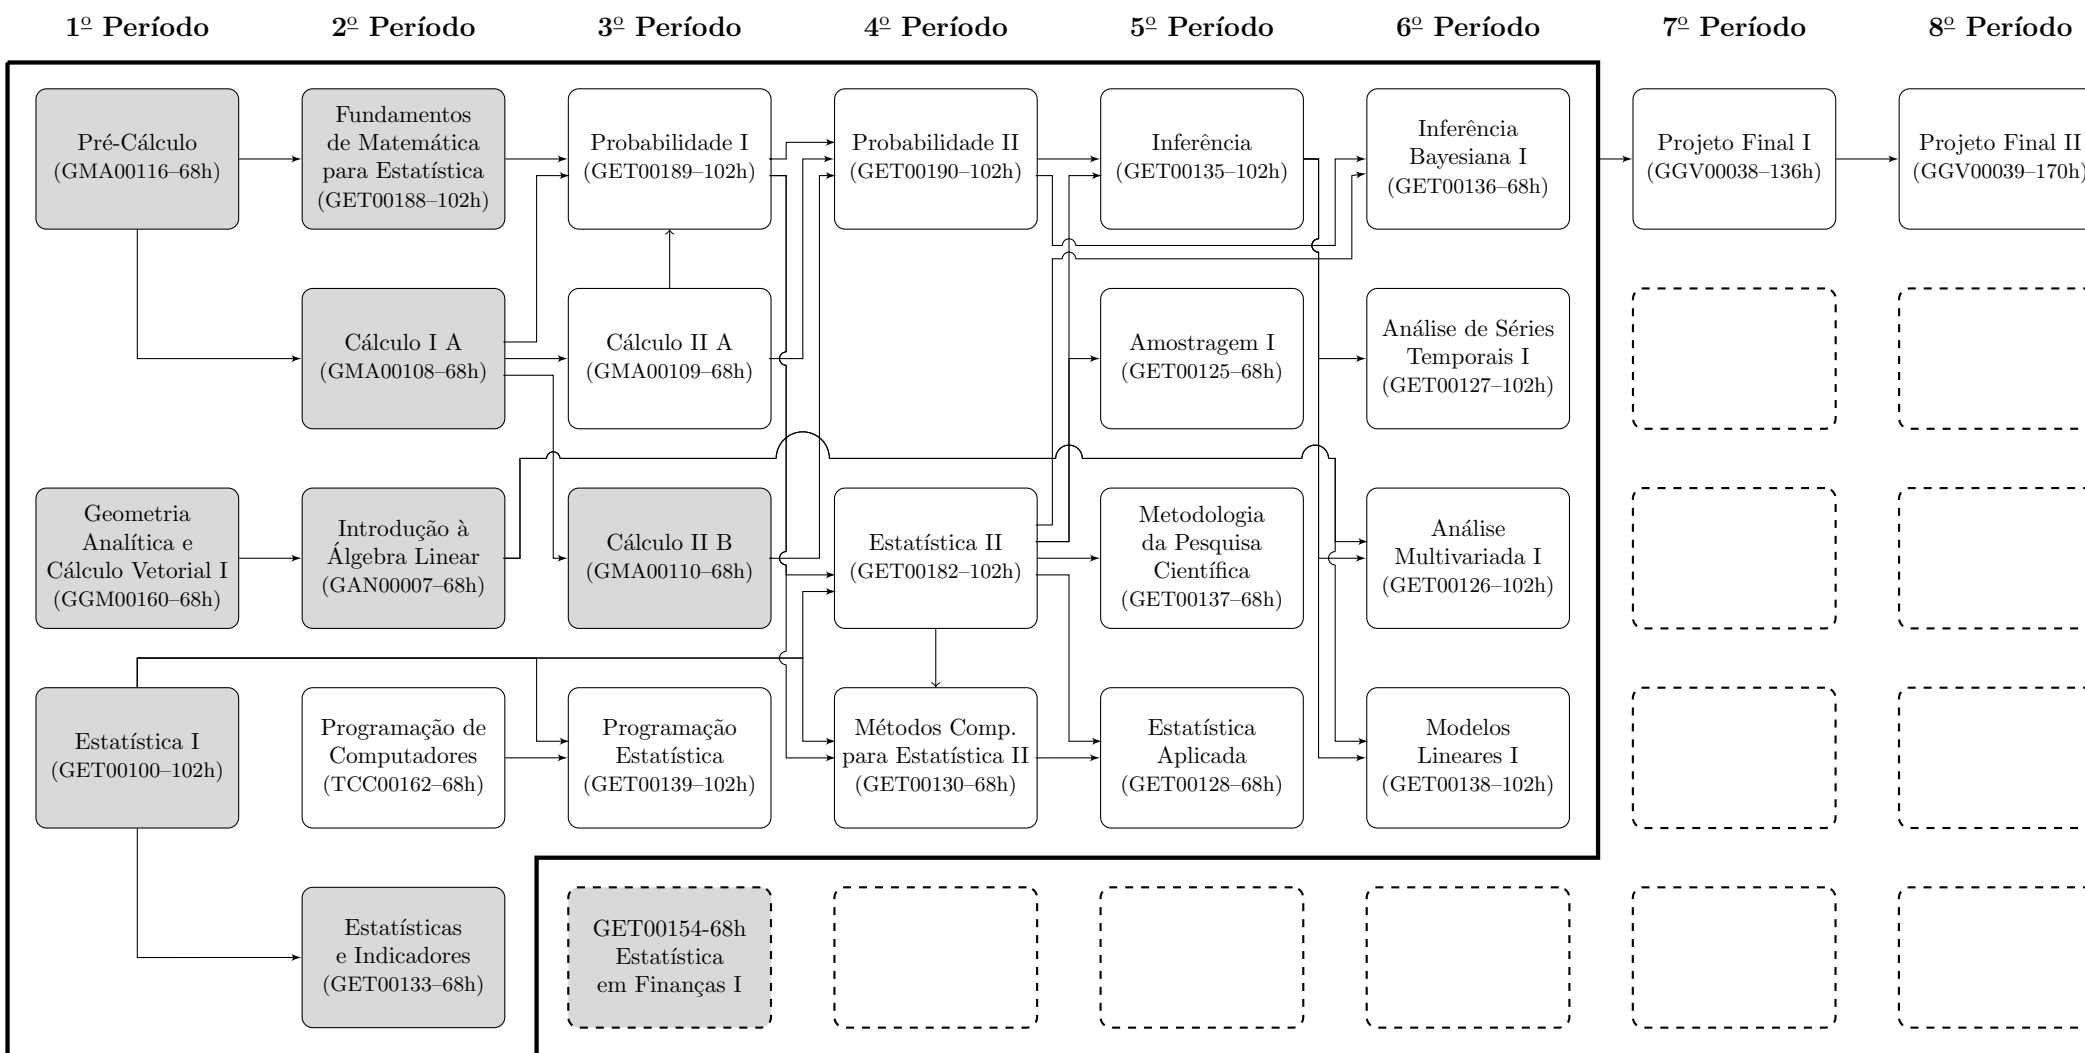 1º Período
2º Período
3º Período
4º Período
5º Período
6º Período
7º Período
8º Período
Pré-Cálculo
(GMA00116–68h)
Fundamentos
de Matemática
para Estatística
(GET00188–102h)
Probabilidade I
(GET00189–102h)
Probabilidade II
(GET00190–102h)
Inferência
(GET00135–102h)
Inferência
Bayesiana I
(GET00136–68h)
Projeto Final I
(GGV00038–136h)
Projeto Final II
(GGV00039–170h)
Cálculo I A
(GMA00108–68h)
Cálculo II A
(GMA00109–68h)
Amostragem I
(GET00125–68h)
Análise de Séries
Temporais I
(GET00127–102h)
Geometria
Analítica e
Cálculo Vetorial I
(GGM00160–68h)
Introdução à
Álgebra Linear
(GAN00007–68h)
Cálculo II B
(GMA00110–68h)
Estatística II
(GET00182–102h)
Metodologia
da Pesquisa
Científica
(GET00137–68h)
Análise
Multivariada I
(GET00126–102h)
Estatística I
(GET00100–102h)
Programação de
Computadores
(TCC00162–68h)
Programação
Estatística
(GET00139–102h)
Métodos Comp.
para Estatística II
(GET00130–68h)
Estatística
Aplicada
(GET00128–68h)
Modelos
Lineares I
(GET00138–102h)
Estatísticas
e Indicadores
(GET00133–68h)
GET00154-68h
Estatística
em Finanças I